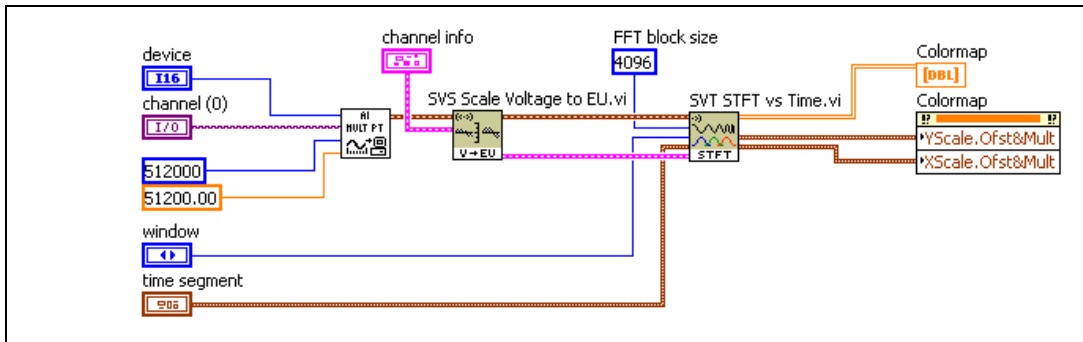 device
I16
channel (0)
I/O
512000
51200.00
window
time segment
AI
MULT PT
channel info
SVS Scale Voltage to EU.vi
V→EU
FFT block size
4096
SVT STFT vs Time.vi
STFT
Colormap
[DBL]
Colormap
!? !?
YScale.Ofst&Mult
XScale.Ofst&Mult